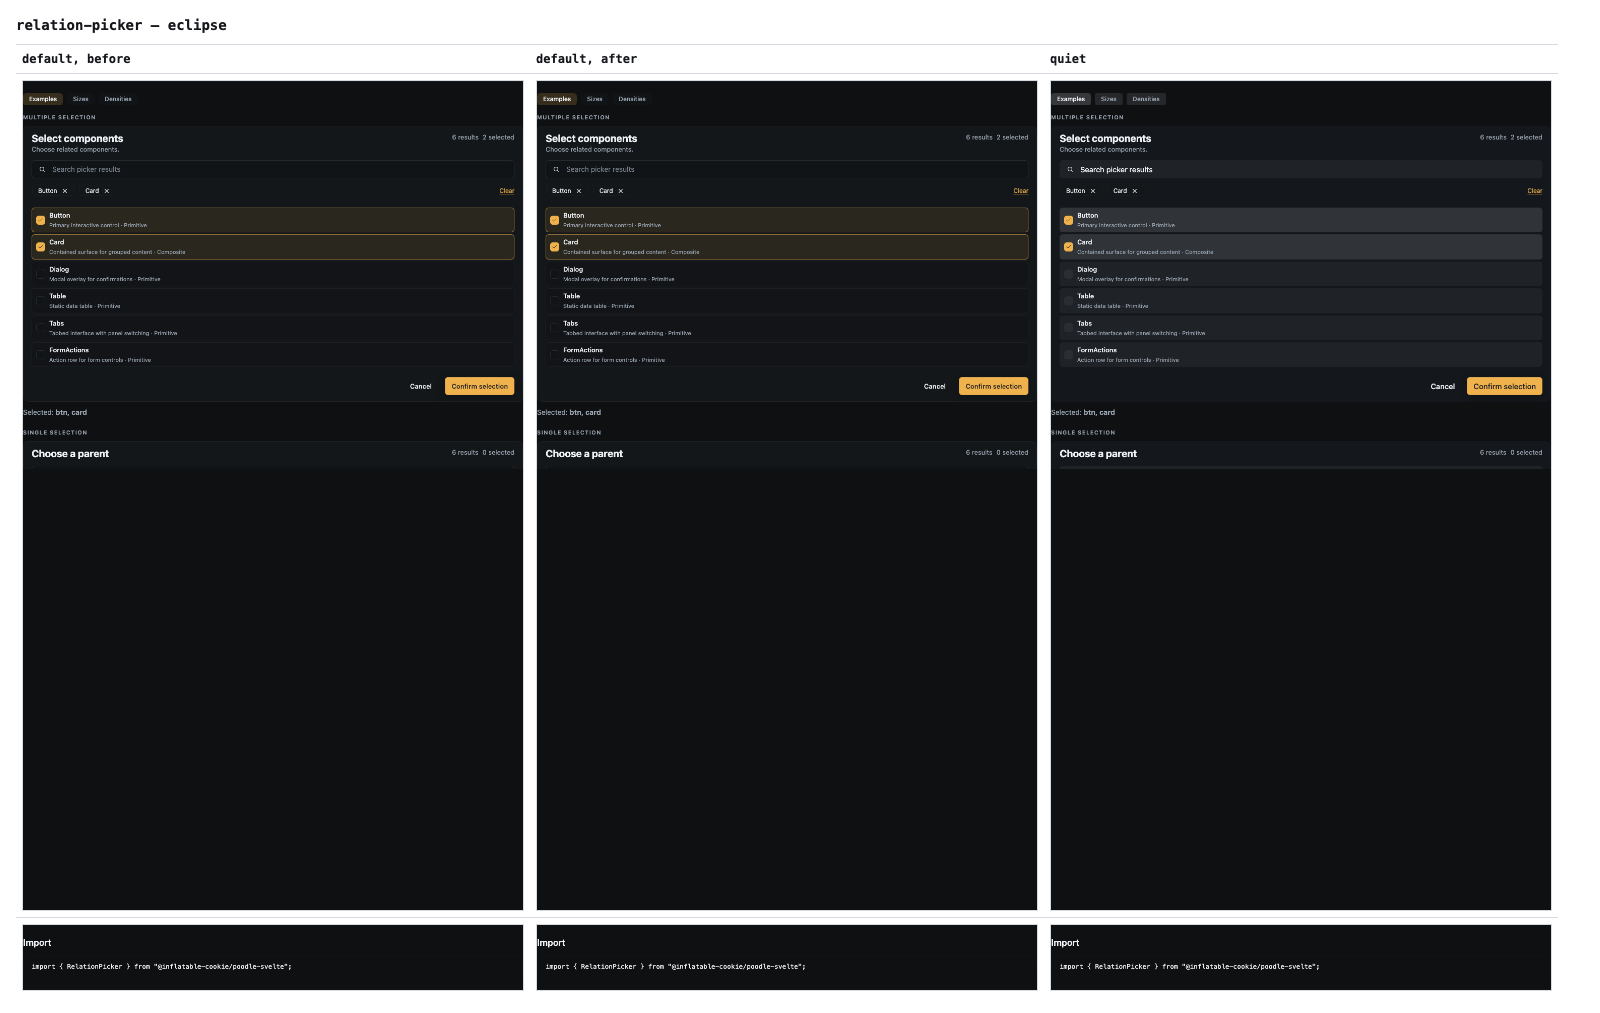 relation-picker — eclipse
default, before
Examples Sizes Densities
MULTIPLE SELECTION
Select components
6 results 2 selected
Choose related components.
Search picker results
Button × Card ×
Clear
Button
Primary interactive control · Primitive
Card
Contained surface for grouped content · Composite
Dialog
Modal overlay for confirmations · Primitive
Table
Static data table · Primitive
Tabs
Tabbed interface with panel switching · Primitive
FormActions
Action row for form controls · Primitive
Cancel Confirm selection
Selected: btn, card
SINGLE SELECTION
Choose a parent
6 results 0 selected
Import
import { RelationPicker } from "@inflatable-cookie/poodle-svelte";
default, after
Examples Sizes Densities
MULTIPLE SELECTION
Select components
6 results 2 selected
Choose related components.
Search picker results
Button × Card ×
Clear
Button
Primary interactive control · Primitive
Card
Contained surface for grouped content · Composite
Dialog
Modal overlay for confirmations · Primitive
Table
Static data table · Primitive
Tabs
Tabbed interface with panel switching · Primitive
FormActions
Action row for form controls · Primitive
Cancel Confirm selection
Selected: btn, card
SINGLE SELECTION
Choose a parent
6 results 0 selected
Import
import { RelationPicker } from "@inflatable-cookie/poodle-svelte";
quiet
Examples Sizes Densities
MULTIPLE SELECTION
Select components
6 results 2 selected
Choose related components.
Search picker results
Button × Card ×
Clear
Button
Primary interactive control · Primitive
Card
Contained surface for grouped content · Composite
Dialog
Modal overlay for confirmations · Primitive
Table
Static data table · Primitive
Tabs
Tabbed interface with panel switching · Primitive
FormActions
Action row for form controls · Primitive
Cancel Confirm selection
Selected: btn, card
SINGLE SELECTION
Choose a parent
6 results 0 selected
Import
import { RelationPicker } from "@inflatable-cookie/poodle-svelte";